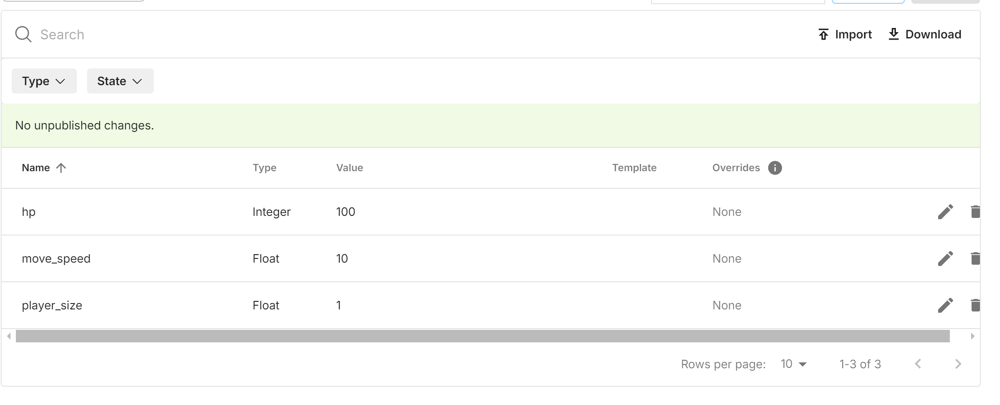 Search
Import Download
Type State
No unpublished changes.
Name Type Value Template Overrides
hp Integer 100 None
move_speed Float 10 None
player_size Float 1 None
Rows per page: 10 1-3 of 3